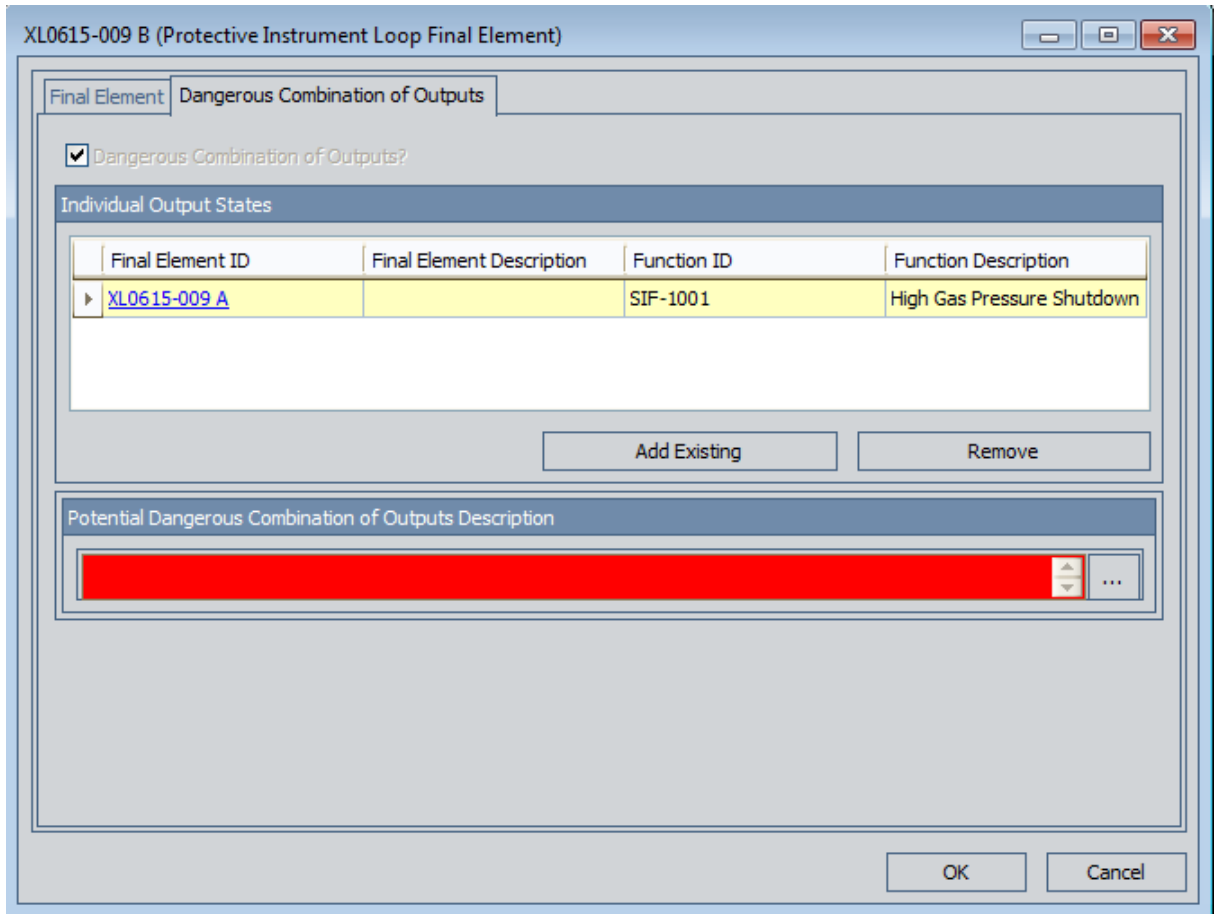 XL0615-009 B (Protective Instrument Loop Final Element)
Final Element Dangerous Combination of Outputs
Dangerous Combination of Outputs?
Individual Output States
Final Element ID Final Element Description Function ID Function Description
XL0615-009 A SIF-1001 High Gas Pressure Shutdown
Add Existing Remove
Potential Dangerous Combination of Outputs Description
...
OK Cancel